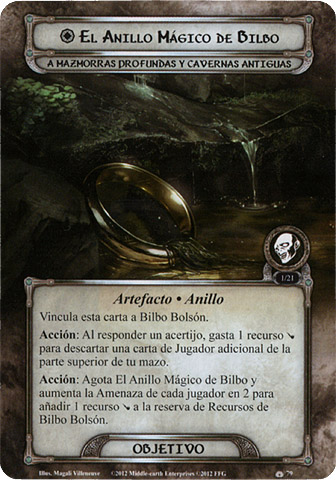 El Anillo Mágico de Bilbo
A Mazmorras Profundas y Cavernas Antiguas
1/21
Artefacto • Anillo
Vincula esta carta a Bilbo Bolsón.
Acción: Al responder un acertijo, gasta 1 recurso
para descartar una carta de Jugador adicional de la
parte superior de tu mazo.
Acción: Agota El Anillo Mágico de Bilbo y
aumenta la Amenaza de cada jugador en 2 para
añadir 1 recurso a la reserva de Recursos de
Bilbo Bolsón.
Objetivo
Illus. Magali Villeneuve ©2012 Middle-earth Enterprises ©2012 FFG 79